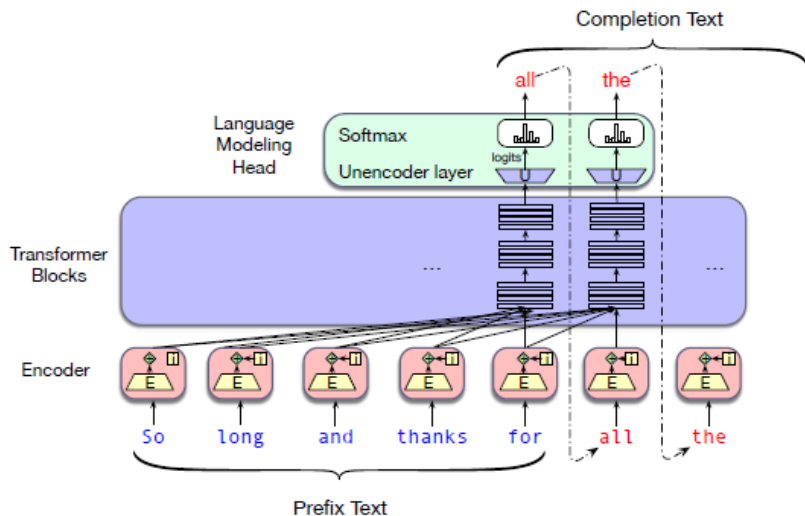 Completion Text
all the
Language
Modeling
Head
Softmax
logits
Unencoder layer
U U
Transformer
Blocks
...
...
Encoder
i i i i i i i
E E E E E E E
So long and thanks for all the
Prefix Text